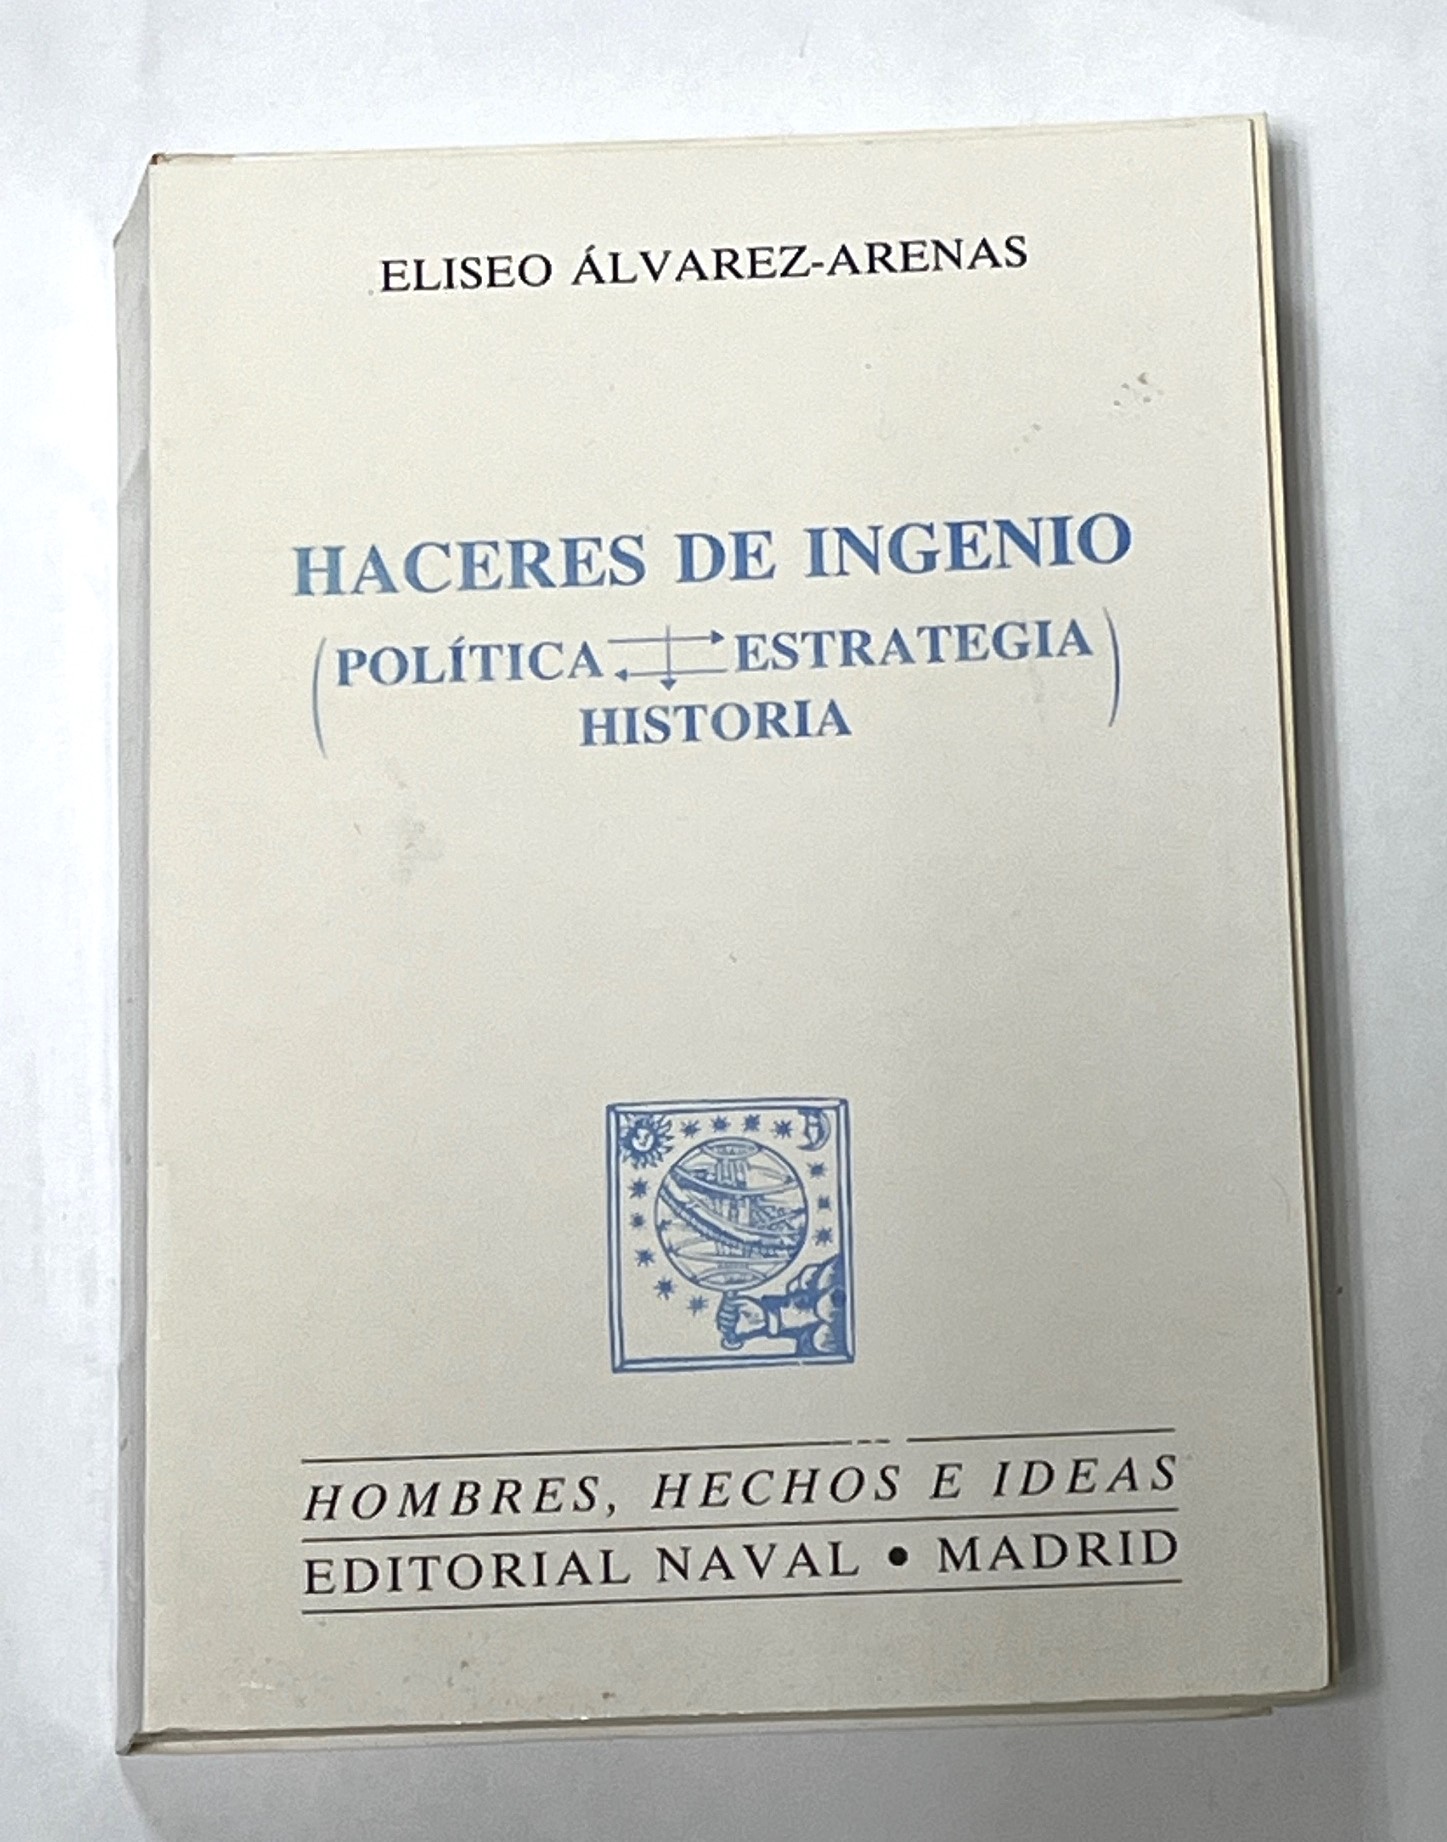 ELISEO ÁLVAREZ-ARENAS
HACERES DE INGENIO
(POLÍTICA ESTRATEGIA)
HISTORIA
HOMBRES, HECHOS E IDEAS
EDITORIAL NAVAL • MADRID